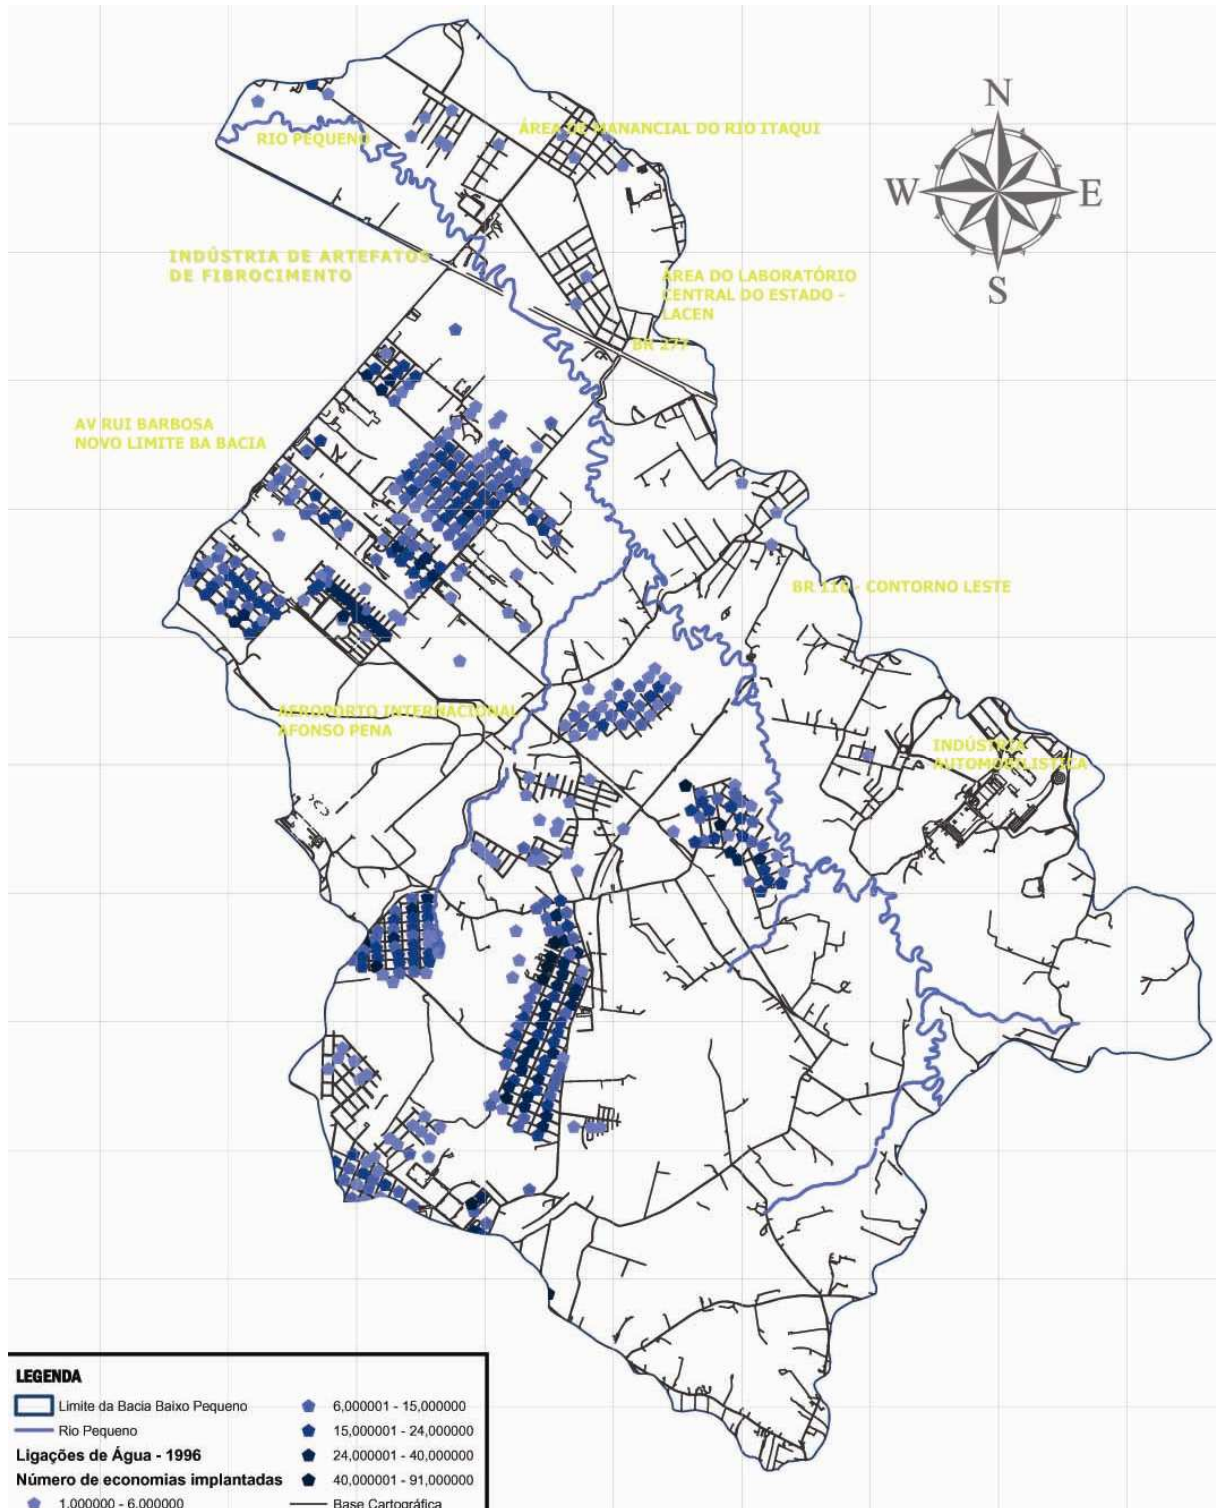 N
ÁREA DE MANANCIAL DO RIO ITAQUI
RIO PEQUENO
W
E
S
INDÚSTRIA DE ARTEFATOS
DE FIBROCIMENTO
ÁREA DO LABORATÓRIO
CENTRAL DO ESTADO -
LACEN
BR 277
AV RUI BARBOSA
NOVO LIMITE BA BACIA
BR 116 - CONTORNO LESTE
AEROPORTO INTERNACIONAL
AFONSO PENA
INDÚSTRIA
AUTOMOBILISTICA
LEGENDA
Limite da Bacia Baixo Pequeno
Rio Pequeno
Ligações de Água - 1996
Número de economias implantadas
1,000000 - 6,000000
6,000001 - 15,000000
15,000001 - 24,000000
24,000001 - 40,000000
40,000001 - 91,000000
Base Cartográfica